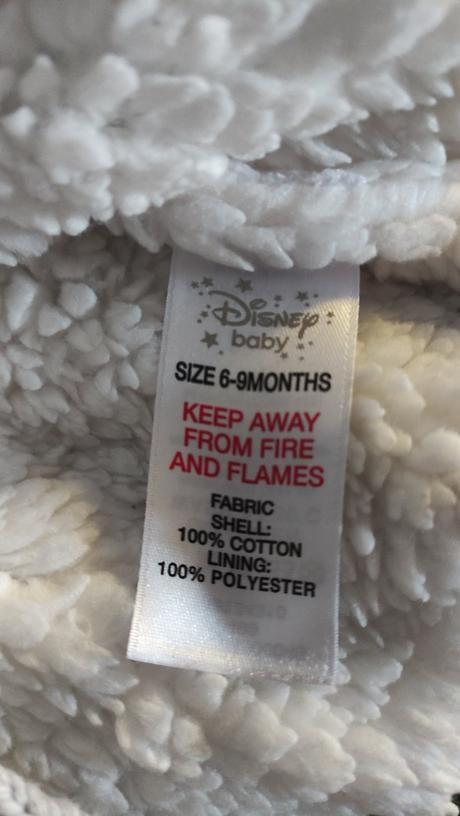 Disney
baby
SIZE 6-9MONTHS
KEEP AWAY
FROM FIRE
AND FLAMES
FABRIC
SHELL:
100% COTTON
LINING:
100% POLYESTER